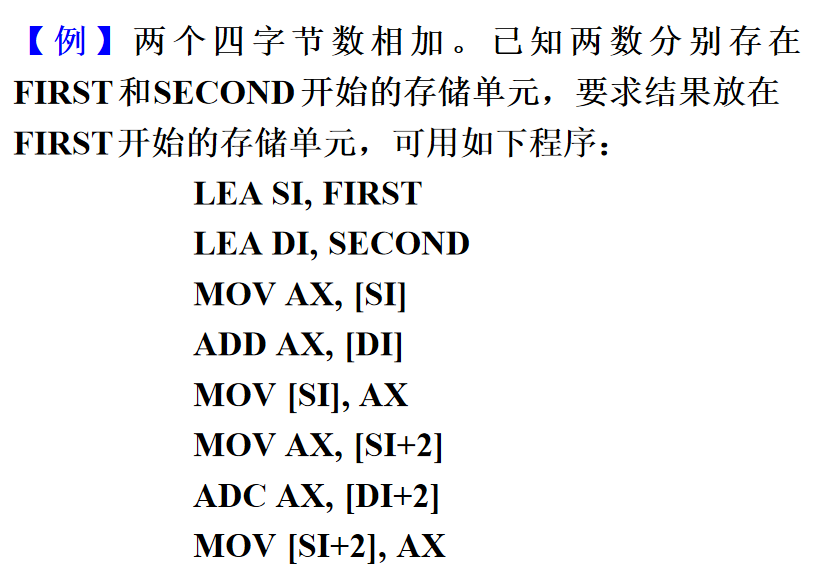 【例】两个四字节数相加。已知两数分别存在
FIRST和SECOND开始的存储单元，要求结果放在
FIRST开始的存储单元，可用如下程序：
LEA SI, FIRST
LEA DI, SECOND
MOV AX, [SI]
ADD AX, [DI]
MOV [SI], AX
MOV AX, [SI+2]
ADC AX, [DI+2]
MOV [SI+2], AX